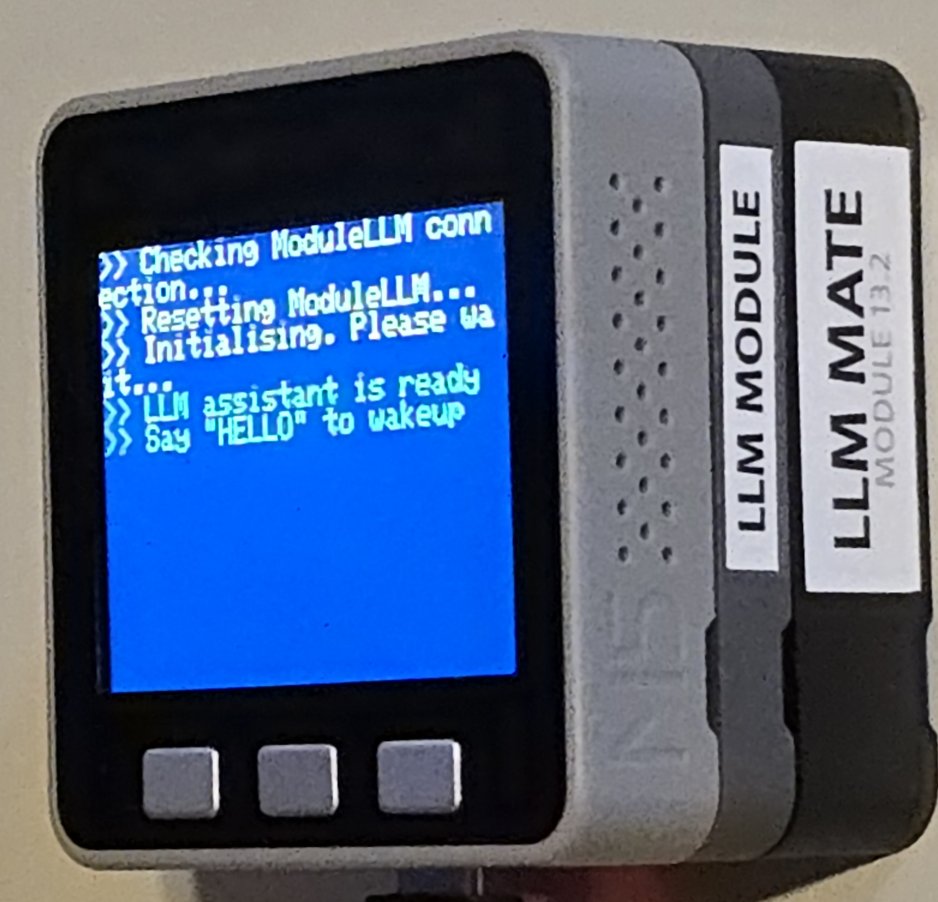 >> Checking ModuleLLM conn
ection...
>> Resetting ModuleLLM...
>> Initialising. Please wa
it...
>> LLM assistant is ready
>> Say "HELLO" to wakeup
LLM MODULE
LLM MATE
MODULE 13.2
M5